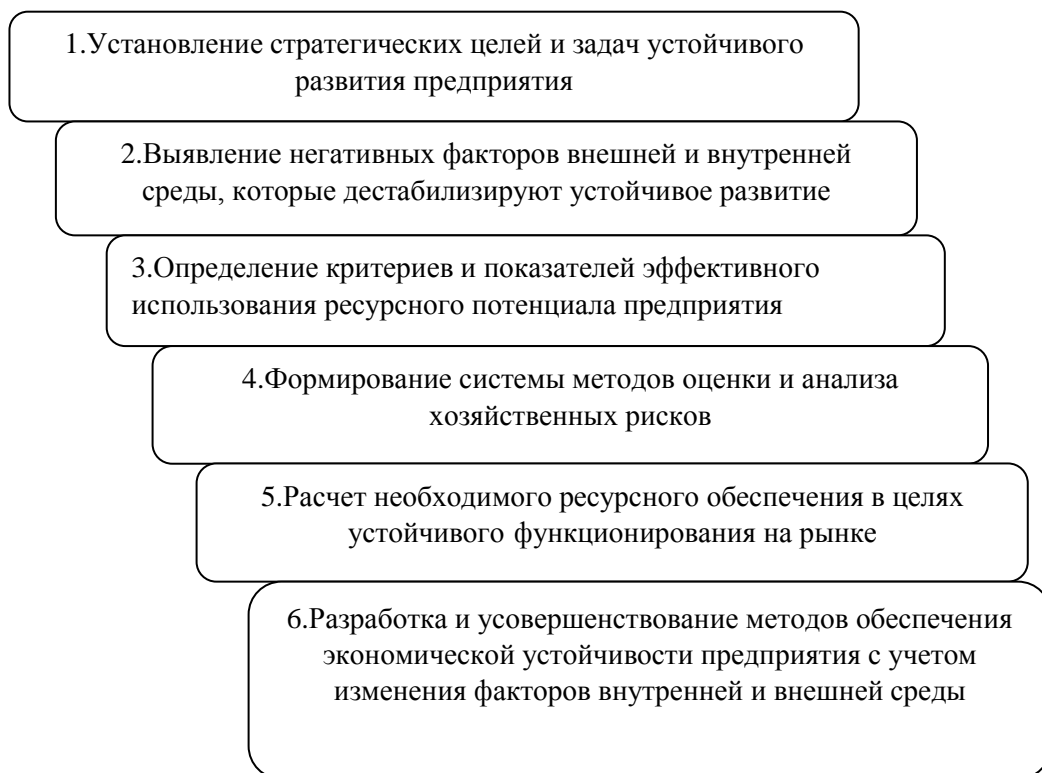 1.Установление стратегических целей и задач устойчивого
развития предприятия
2.Выявление негативных факторов внешней и внутренней
среды, которые дестабилизируют устойчивое развитие
3.Определение критериев и показателей эффективного
использования ресурсного потенциала предприятия
4.Формирование системы методов оценки и анализа
хозяйственных рисков
5.Расчет необходимого ресурсного обеспечения в целях
устойчивого функционирования на рынке
6.Разработка и усовершенствование методов обеспечения
экономической устойчивости предприятия с учетом
изменения факторов внутренней и внешней среды